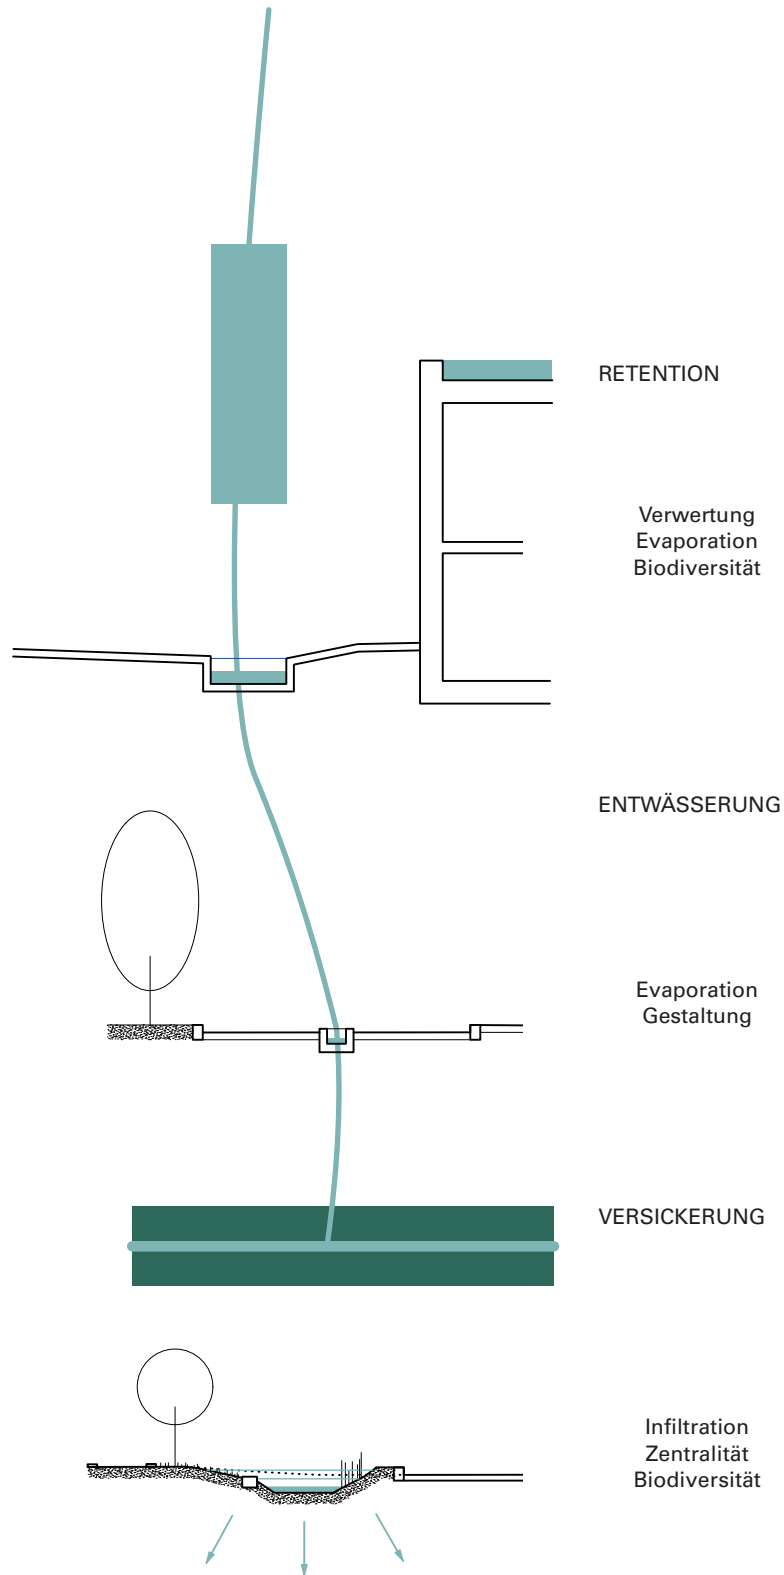 RETENTION
Verwertung
Evaporation
Biodiversität
ENTWÄSSERUNG
Evaporation
Gestaltung
VERSICKERUNG
Infiltration
Zentralität
Biodiversität